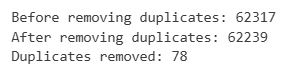 Before removing duplicates: 62317
After removing duplicates: 62239
Duplicates removed: 78